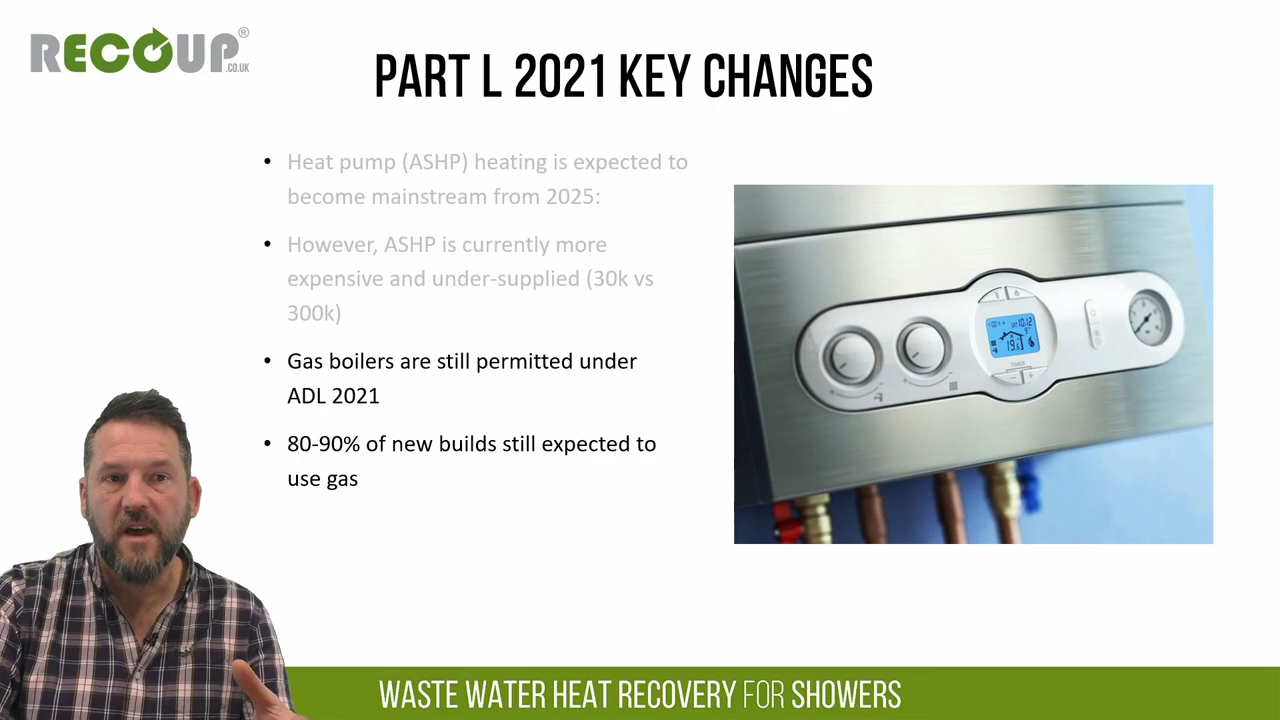 RECOUP®
.CO.UK
PART L 2021 KEY CHANGES
• Heat pump (ASHP) heating is expected to
become mainstream from 2025:
• However, ASHP is currently more
expensive and under-supplied (30k vs
300k)
• Gas boilers are still permitted under
ADL 2021
• 80-90% of new builds still expected to
use gas
WASTE WATER HEAT RECOVERY FOR SHOWERS